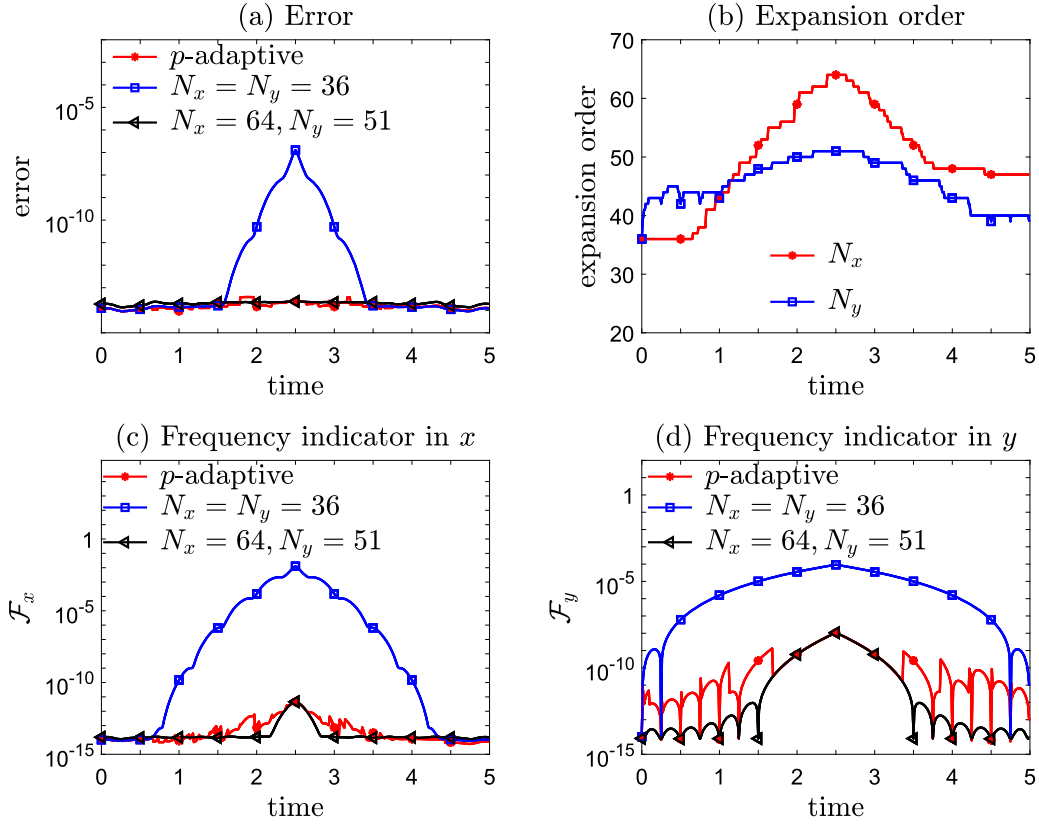 (a) Error
p-adaptive
N_x = N_y = 36
N_x = 64, N_y = 51
10^-5
10^-10
error
0 1 2 3 4 5
time
(b) Expansion order
70
60
50
40
30
20
expansion order
N_x
N_y
0 1 2 3 4 5
time
(c) Frequency indicator in x
p-adaptive
N_x = N_y = 36
N_x = 64, N_y = 51
1
10^-5
10^-10
10^-15
F_x
0 1 2 3 4 5
time
(d) Frequency indicator in y
p-adaptive
N_x = N_y = 36
N_x = 64, N_y = 51
1
10^-5
10^-10
10^-15
F_y
0 1 2 3 4 5
time